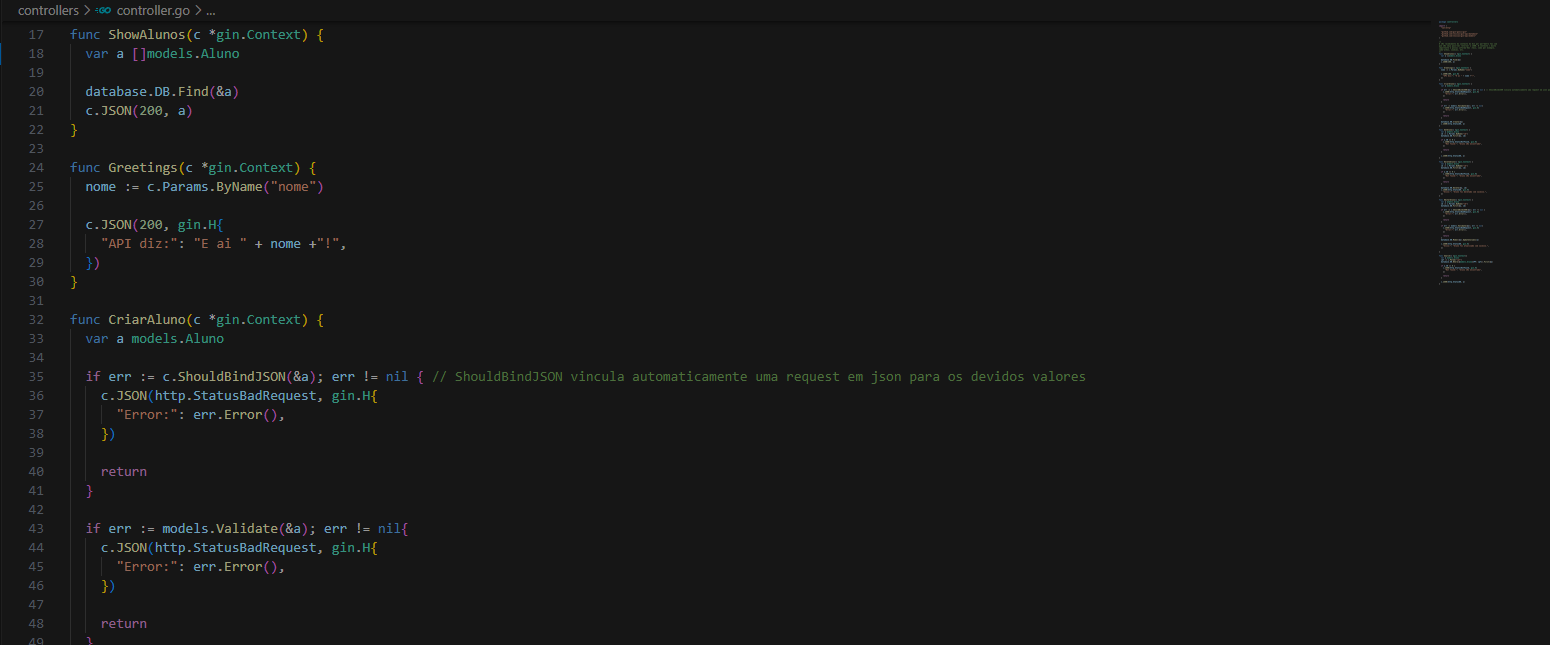 controllers > GO controller.go > ...
17 func ShowAlunos(c *gin.Context) {
18 var a []models.Aluno
19
20 database.DB.Find(&a)
21 c.JSON(200, a)
22 }
23
24 func Greetings(c *gin.Context) {
25 nome := c.Params.ByName("nome")
26
27 c.JSON(200, gin.H{
28 "API diz:": "E ai " + nome +"!",
29 })
30 }
31
32 func CriarAluno(c *gin.Context) {
33 var a models.Aluno
34
35 if err := c.ShouldBindJSON(&a); err != nil { // ShouldBindJSON vincula automaticamente uma request em json para os devidos valores
36 c.JSON(http.StatusBadRequest, gin.H{
37 "Error:": err.Error(),
38 })
39
40 return
41 }
42
43 if err := models.Validate(&a); err != nil{
44 c.JSON(http.StatusBadRequest, gin.H{
45 "Error:": err.Error(),
46 })
47
48 return
49 }